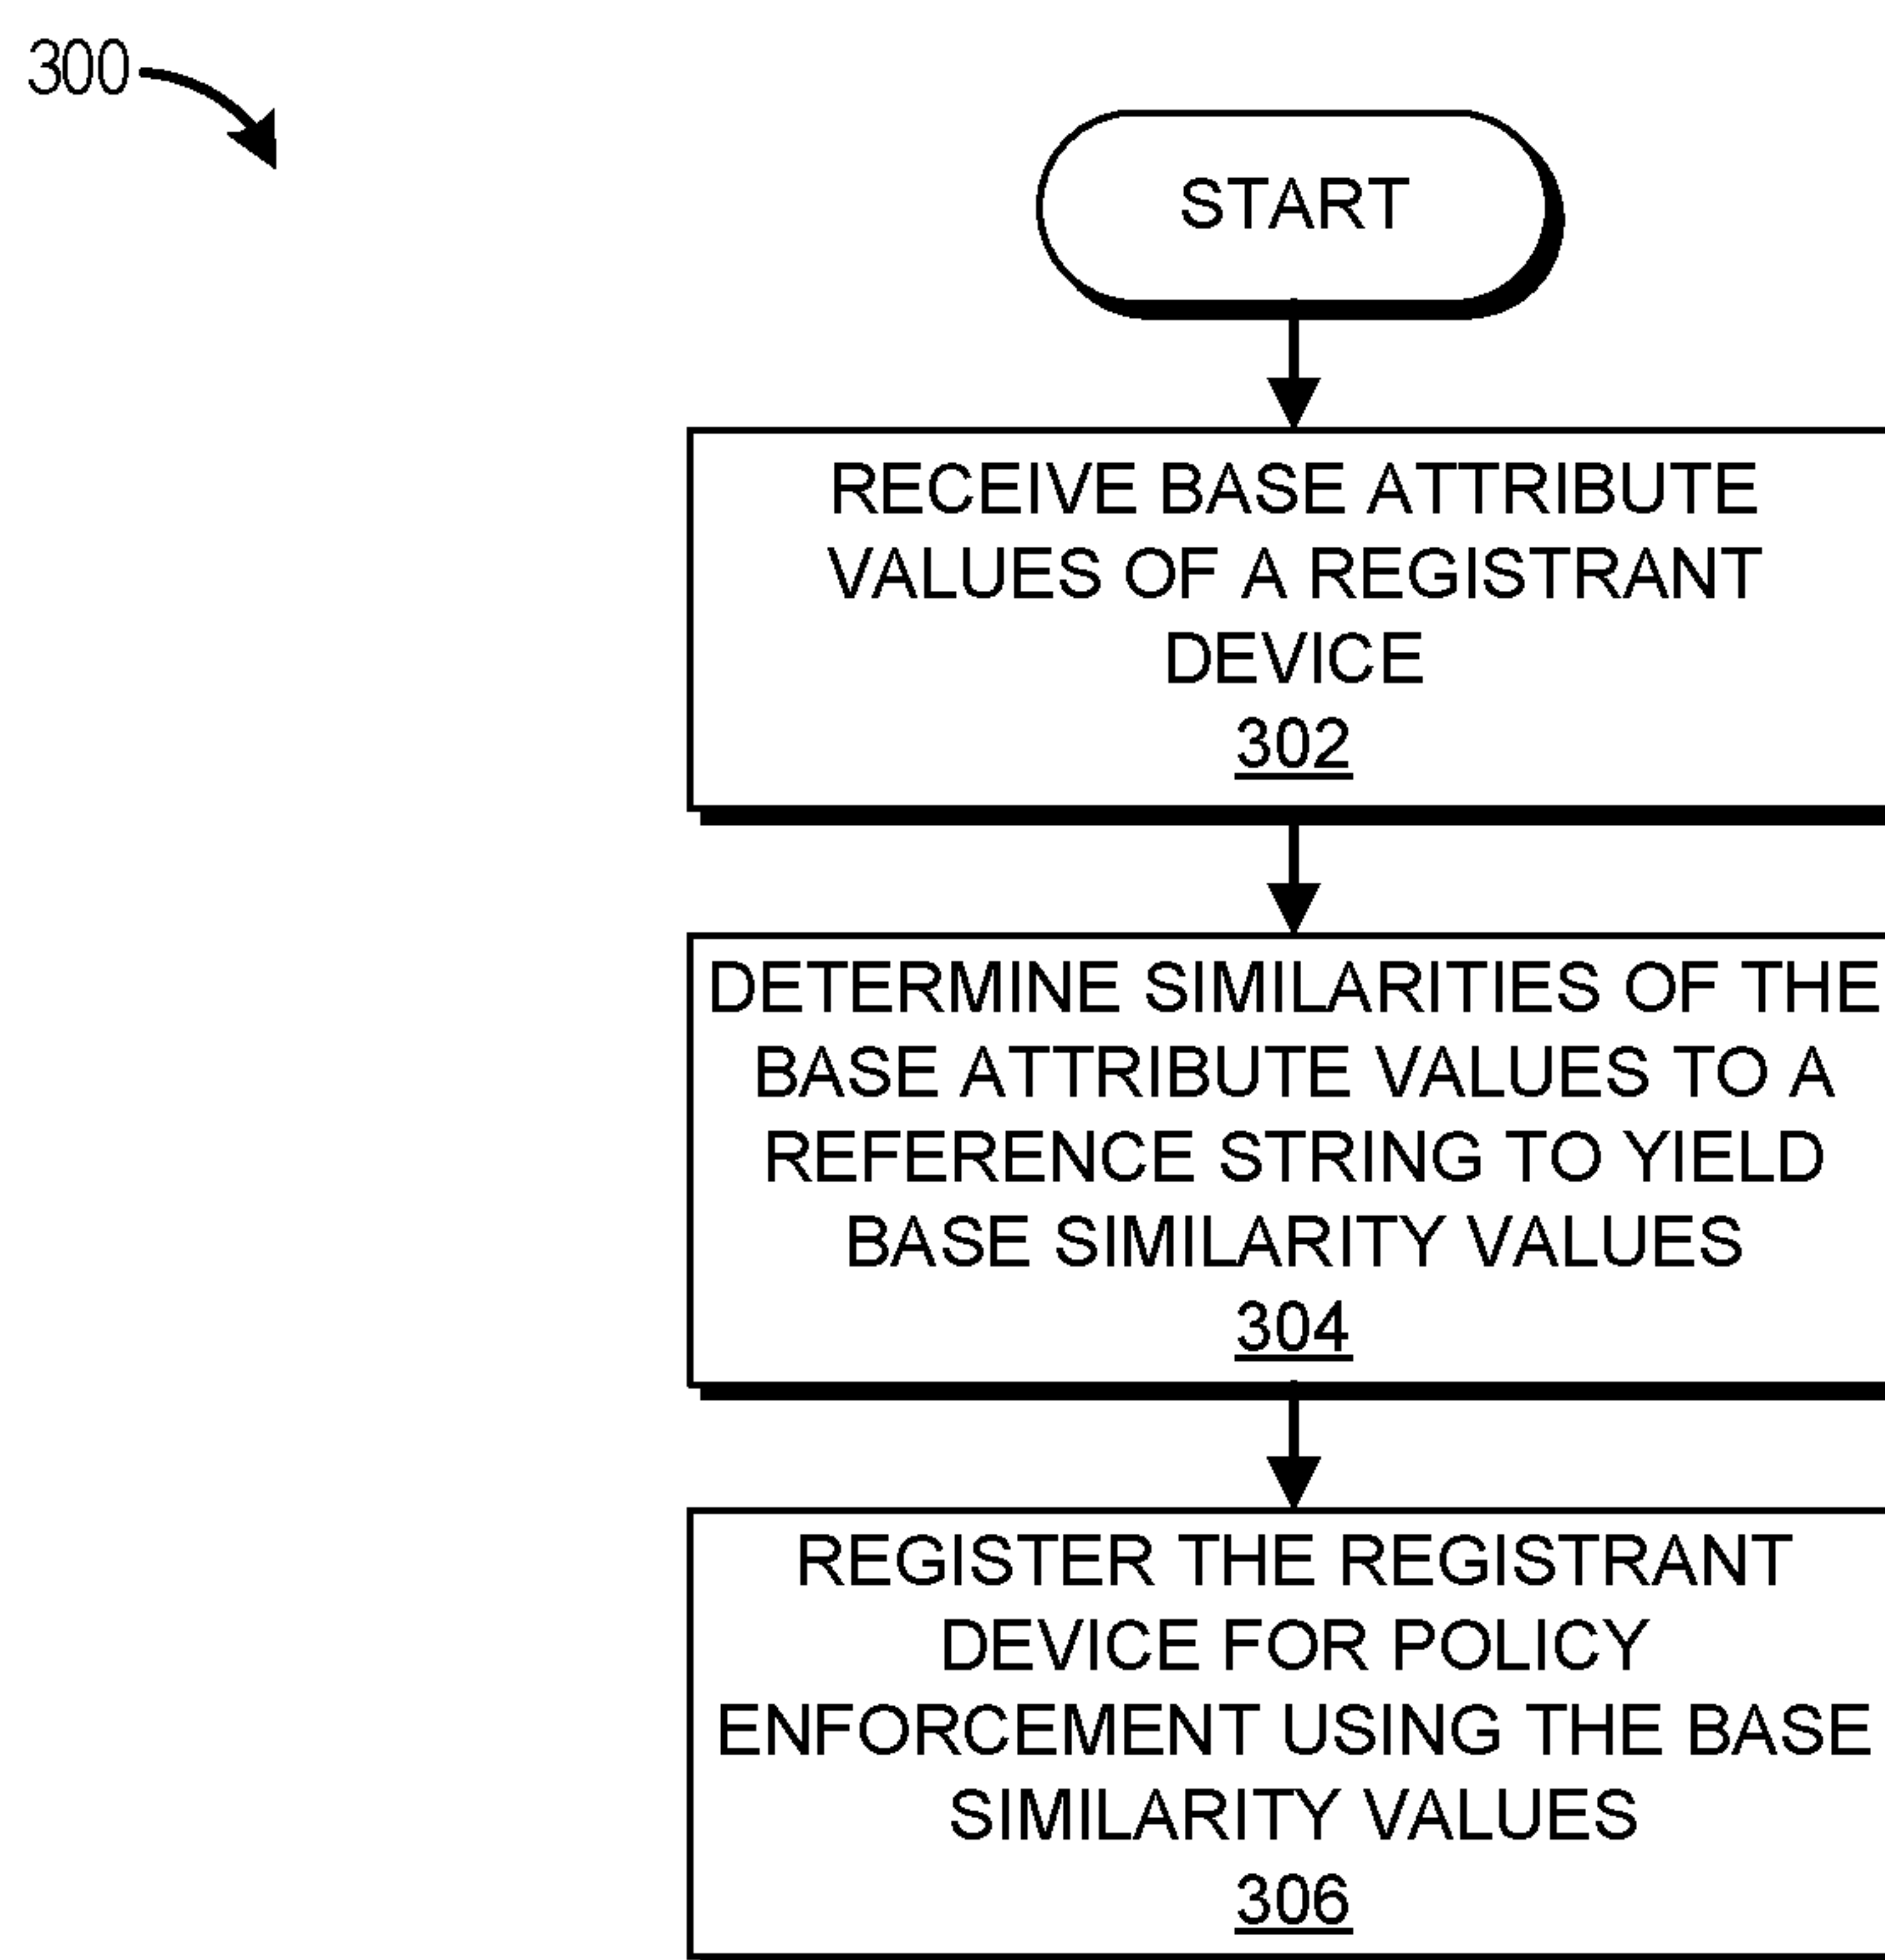 300
START
RECEIVE BASE ATTRIBUTE
VALUES OF A REGISTRANT
DEVICE
302
DETERMINE SIMILARITIES OF THE
BASE ATTRIBUTE VALUES TO A
REFERENCE STRING TO YIELD
BASE SIMILARITY VALUES
304
REGISTER THE REGISTRANT
DEVICE FOR POLICY
ENFORCEMENT USING THE BASE
SIMILARITY VALUES
306